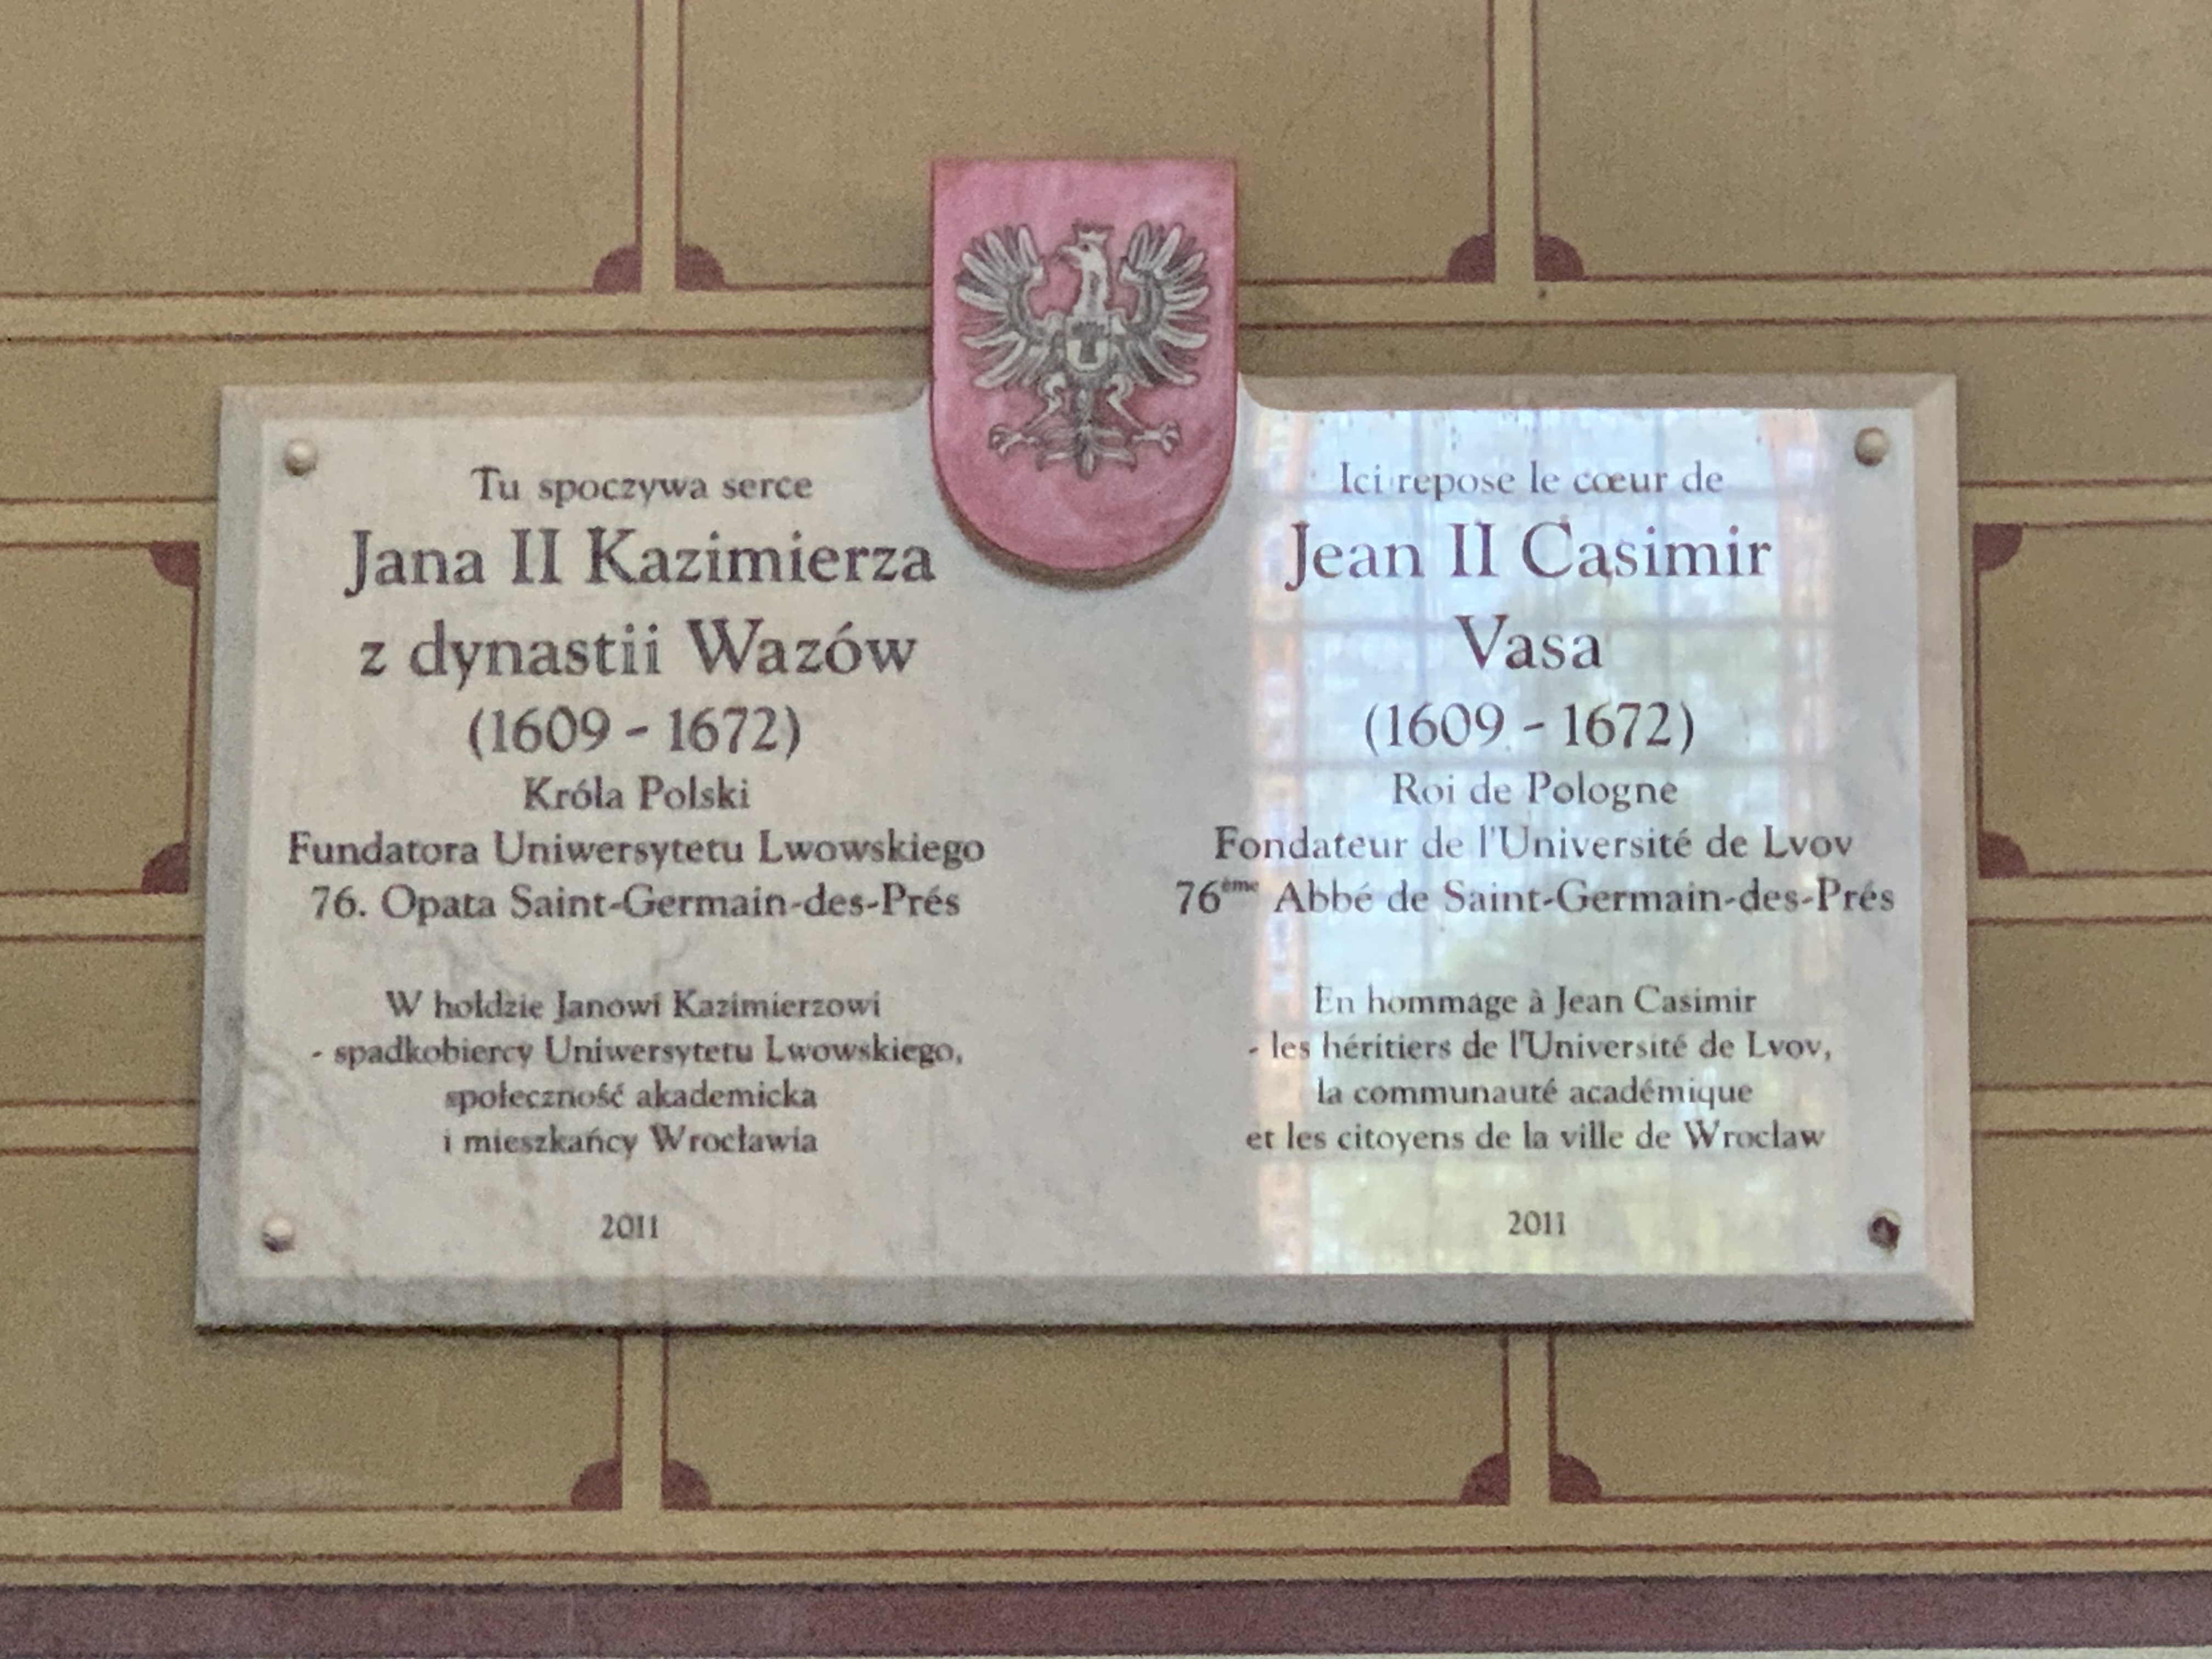 Tu spoczywa serce
Jana II Kazimierza
z dynastii Wazów
(1609 - 1672)
Króla Polski
Fundatora Uniwersytetu Lwowskiego
76. Opata Saint-Germain-des-Prés
W hołdzie Janowi Kazimierzowi
- spadkobiercy Uniwersytetu Lwowskiego,
społeczność akademicka
i mieszkańcy Wrocławia
2011
Ici repose le cœur de
Jean II Casimir
Vasa
(1609 - 1672)
Roi de Pologne
Fondateur de l'Université de Lvov
76ème Abbé de Saint-Germain-des-Prés
En hommage à Jean Casimir
- les héritiers de l'Université de Lvov,
la communauté académique
et les citoyens de la ville de Wroclaw
2011